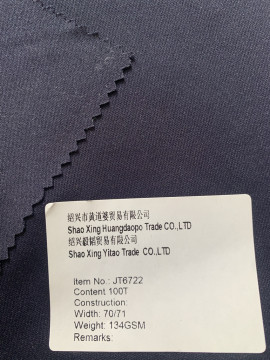 绍兴市黄道婆贸易有限公司
Shao Xing Huangdaopo Trade CO.,LTD
绍兴毅韬贸易有限公司
Shao Xing Yitao Trade CO.,LTD
Item No.: JT6722
Content 100T
Construction:
Width: 70/71
Weight: 134GSM
Remarks: